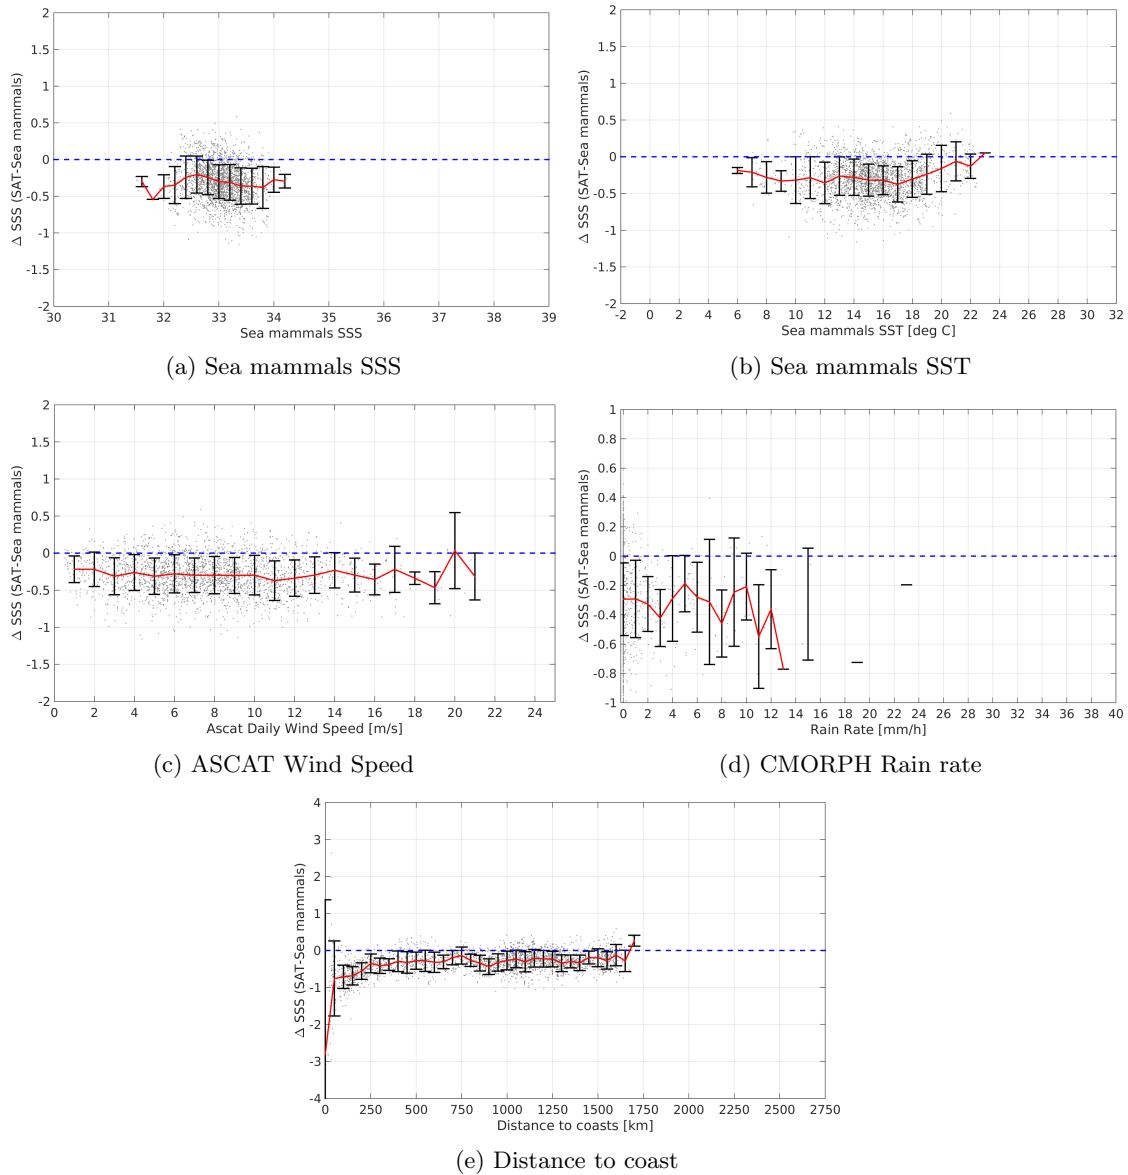 2
1.5
1
0.5
0
-0.5
-1
-1.5
-2
Δ SSS (SAT-Sea mammals)
30 31 32 33 34 35 36 37 38 39
Sea mammals SSS
(a) Sea mammals SSS
2
1.5
1
0.5
0
-0.5
-1
-1.5
-2
Δ SSS (SAT-Sea mammals)
-2 0 2 4 6 8 10 12 14 16 18 20 22 24 26 28 30 32
Sea mammals SST [deg C]
(b) Sea mammals SST
2
1.5
1
0.5
0
-0.5
-1
-1.5
-2
Δ SSS (SAT-Sea mammals)
0 2 4 6 8 10 12 14 16 18 20 22 24
Ascat Daily Wind Speed [m/s]
(c) ASCAT Wind Speed
1
0.8
0.6
0.4
0.2
0
-0.2
-0.4
-0.6
-0.8
-1
Δ SSS (SAT-Sea mammals)
0 2 4 6 8 10 12 14 16 18 20 22 24 26 28 30 32 34 36 38 40
Rain Rate [mm/h]
(d) CMORPH Rain rate
4
3
2
1
0
-1
-2
-3
-4
Δ SSS (SAT-Sea mammals)
0 250 500 750 1000 1250 1500 1750 2000 2250 2500 2750
Distance to coasts [km]
(e) Distance to coast